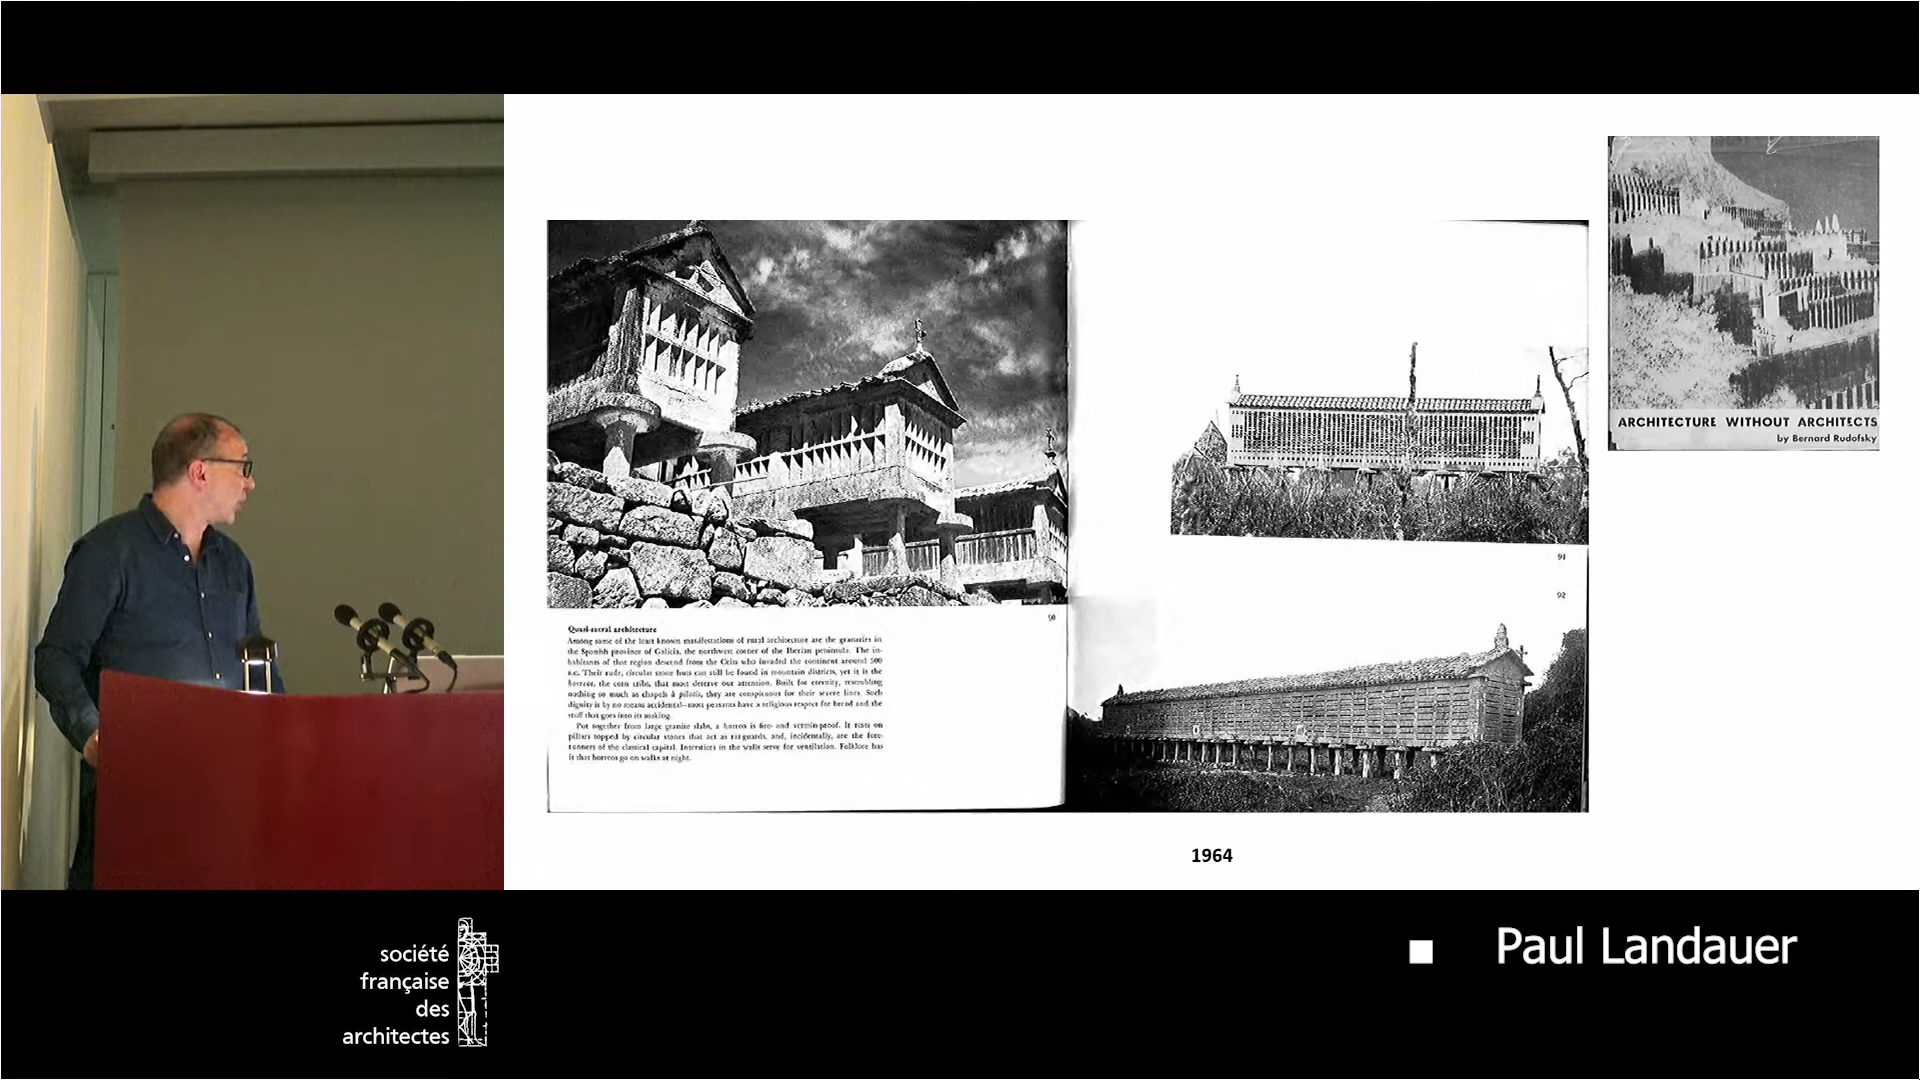 ARCHITECTURE WITHOUT ARCHITECTS
by Bernard Rudofsky
91
92
90
Quasi-sacral architecture
Among some of the least known manifestations of rural architecture are the granaries in
the Spanish province of Galicia, the northwest corner of the Iberian peninsula. The in-
habitants of that region descend from the Celts who invaded the continent around 500
B.C. Their rude, circular stone huts can still be found in mountain districts, yet it is the
horreos, the corn cribs, that most deserve our attention. Built for eternity, resembling
nothing so much as chapels à pilotis, they are conspicuous for their severe lines. Such
dignity is by no means accidental—most peasants have a religious respect for bread and the
stuff that goes into its making.
Put together from large granite slabs, a horreo is fire- and vermin-proof. It rests on
pillars topped by circular stones that act as rat-guards, and, incidentally, are the fore-
runners of the classical capital. Interstices in the walls serve for ventilation. Folklore has
it that horreos go on walks at night.
1964
société
française
des
architectes
Paul Landauer